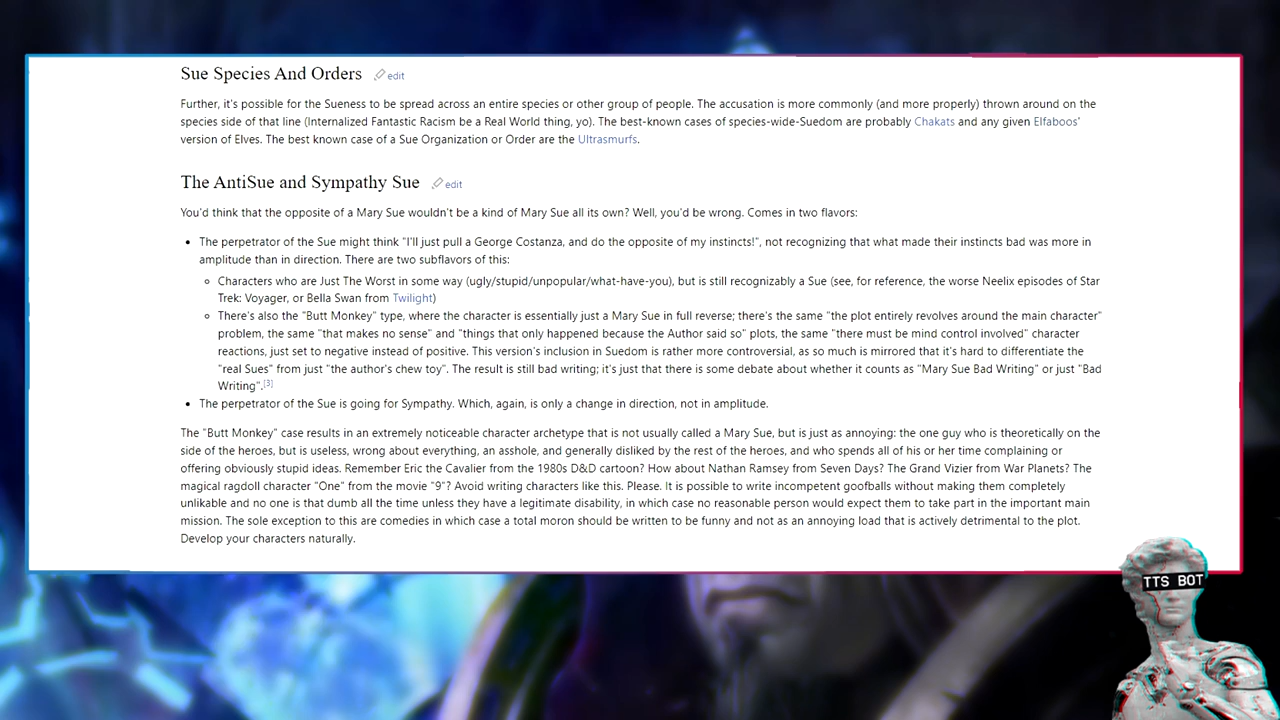 Sue Species And Orders edit
Further, it's possible for the Sueness to be spread across an entire species or other group of people. The accusation is more commonly (and more properly) thrown around on the
species side of that line (Internalized Fantastic Racism be a Real World thing, yo). The best-known cases of species-wide-Suedom are probably Chakats and any given Elfaboos'
version of Elves. The best known case of a Sue Organization or Order are the Ultrasmurfs.
The AntiSue and Sympathy Sue edit
You'd think that the opposite of a Mary Sue wouldn't be a kind of Mary Sue all its own? Well, you'd be wrong. Comes in two flavors:
• The perpetrator of the Sue might think "I'll just pull a George Costanza, and do the opposite of my instincts!", not recognizing that what made their instincts bad was more in
amplitude than in direction. There are two subflavors of this:
◦ Characters who are Just The Worst in some way (ugly/stupid/unpopular/what-have-you), but is still recognizably a Sue (see, for reference, the worse Neelix episodes of Star
Trek: Voyager, or Bella Swan from Twilight)
◦ There's also the "Butt Monkey" type, where the character is essentially just a Mary Sue in full reverse; there's the same "the plot entirely revolves around the main character"
problem, the same "that makes no sense" and "things that only happened because the Author said so" plots, the same "there must be mind control involved" character
reactions, just set to negative instead of positive. This version's inclusion in Suedom is rather more controversial, as so much is mirrored that it's hard to differentiate the
"real Sues" from just "the author's chew toy". The result is still bad writing; it's just that there is some debate about whether it counts as "Mary Sue Bad Writing" or just "Bad
Writing".[3]
• The perpetrator of the Sue is going for Sympathy. Which, again, is only a change in direction, not in amplitude.
The "Butt Monkey" case results in an extremely noticeable character archetype that is not usually called a Mary Sue, but is just as annoying: the one guy who is theoretically on the
side of the heroes, but is useless, wrong about everything, an asshole, and generally disliked by the rest of the heroes, and who spends all of his or her time complaining or
offering obviously stupid ideas. Remember Eric the Cavalier from the 1980s D&D cartoon? How about Nathan Ramsey from Seven Days? The Grand Vizier from War Planets? The
magical ragdoll character "One" from the movie "9"? Avoid writing characters like this. Please. It is possible to write incompetent goofballs without making them completely
unlikable and no one is that dumb all the time unless they have a legitimate disability, in which case no reasonable person would expect them to take part in the important main
mission. The sole exception to this are comedies in which case a total moron should be written to be funny and not as an annoying load that is actively detrimental to the plot.
Develop your characters naturally.
TTS BOT